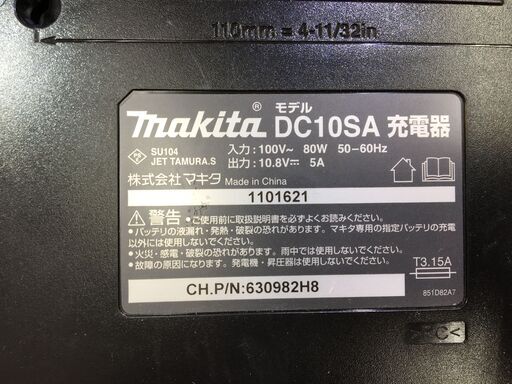 110mm = 4-11/32in
makita® モデル DC10SA 充電器
SU104
JET TAMURA.S
入力:100V~ 80W 50-60Hz
出力:10.8V⎓ 5A
株式会社マキタ Made in China
1101621
⚠警告 •ご使用前に取扱説明書を必ずよくお読みください。
•バッテリの液漏れ・発熱・破裂の恐れがあります。マキタ専用の指定バッテリの充電
以外には使用しないでください。
•火災・感電・破裂の恐れがあります。雨中では使用しないでください。
•故障の原因になります。発電機・昇圧器は使用しないで下さい。
T3.15A
CH.P/N:630982H8
851D82A7